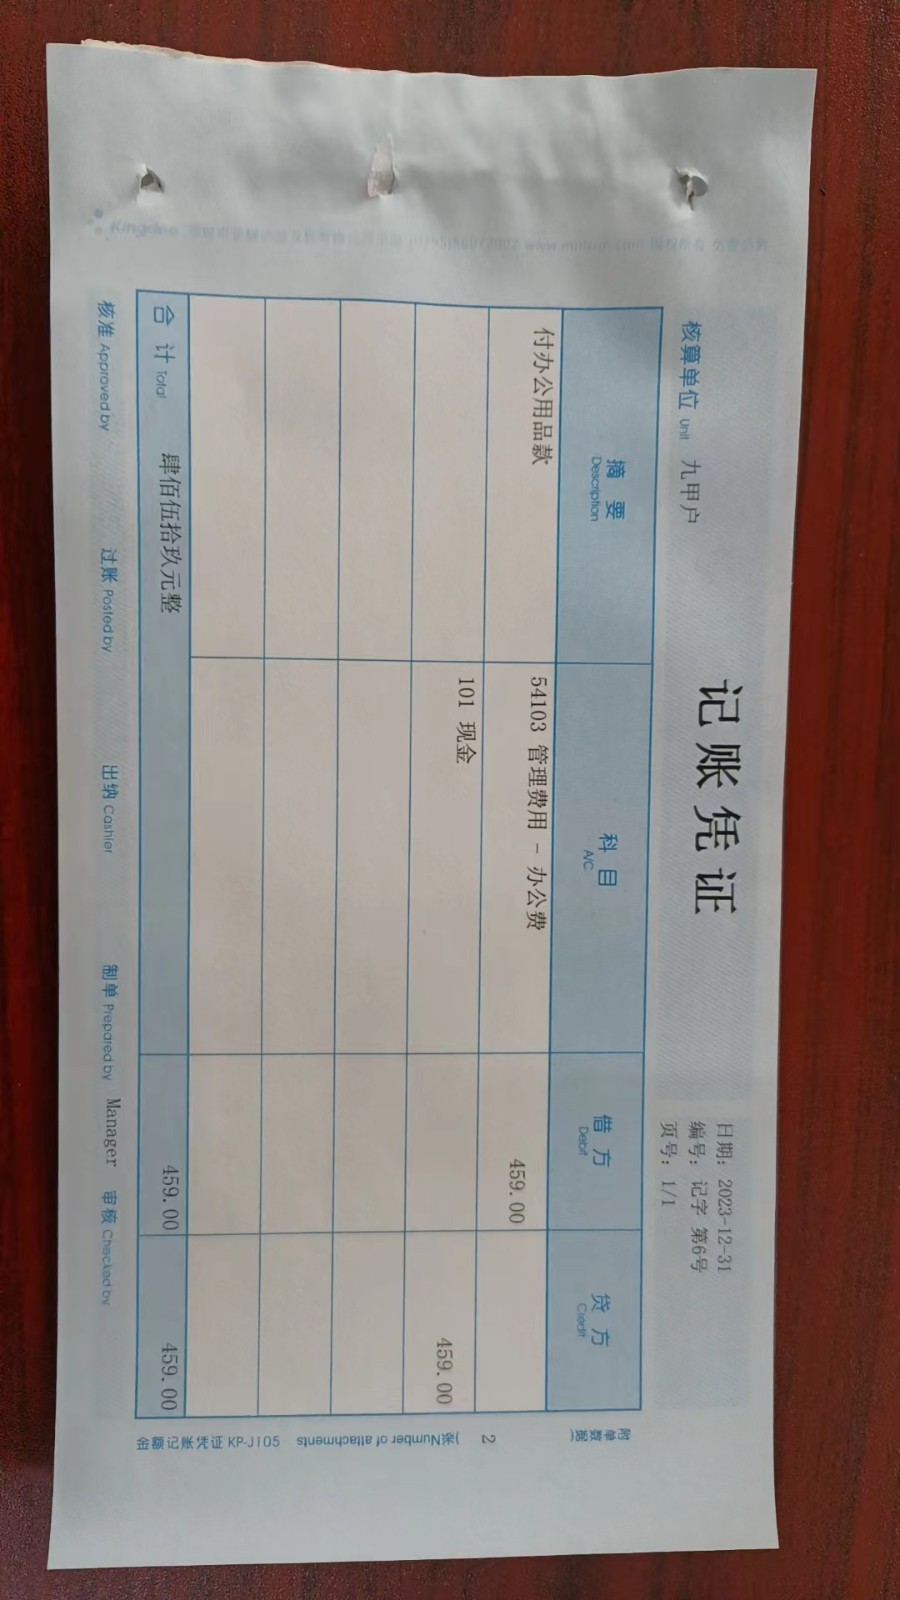 Kingdee
记账凭证
核算单位 Unit 九甲户
日期: 2023-12-31
编号: 记字 第6号
页号: 1/1
摘要 Description 科目 A/C 借方 Debit 贷方 Credit
付办公用品款 54103 管理费用 - 办公费 459.00
101 现金 459.00
合计 Total 肆佰伍拾玖元整 459.00 459.00
核准 Approved by 过账 Posted by 出纳 Cashier 制单 Prepared by Manager 审核 Checked by
附单数据( 2 )张Number of attachments
金额记账凭证 KP-J105